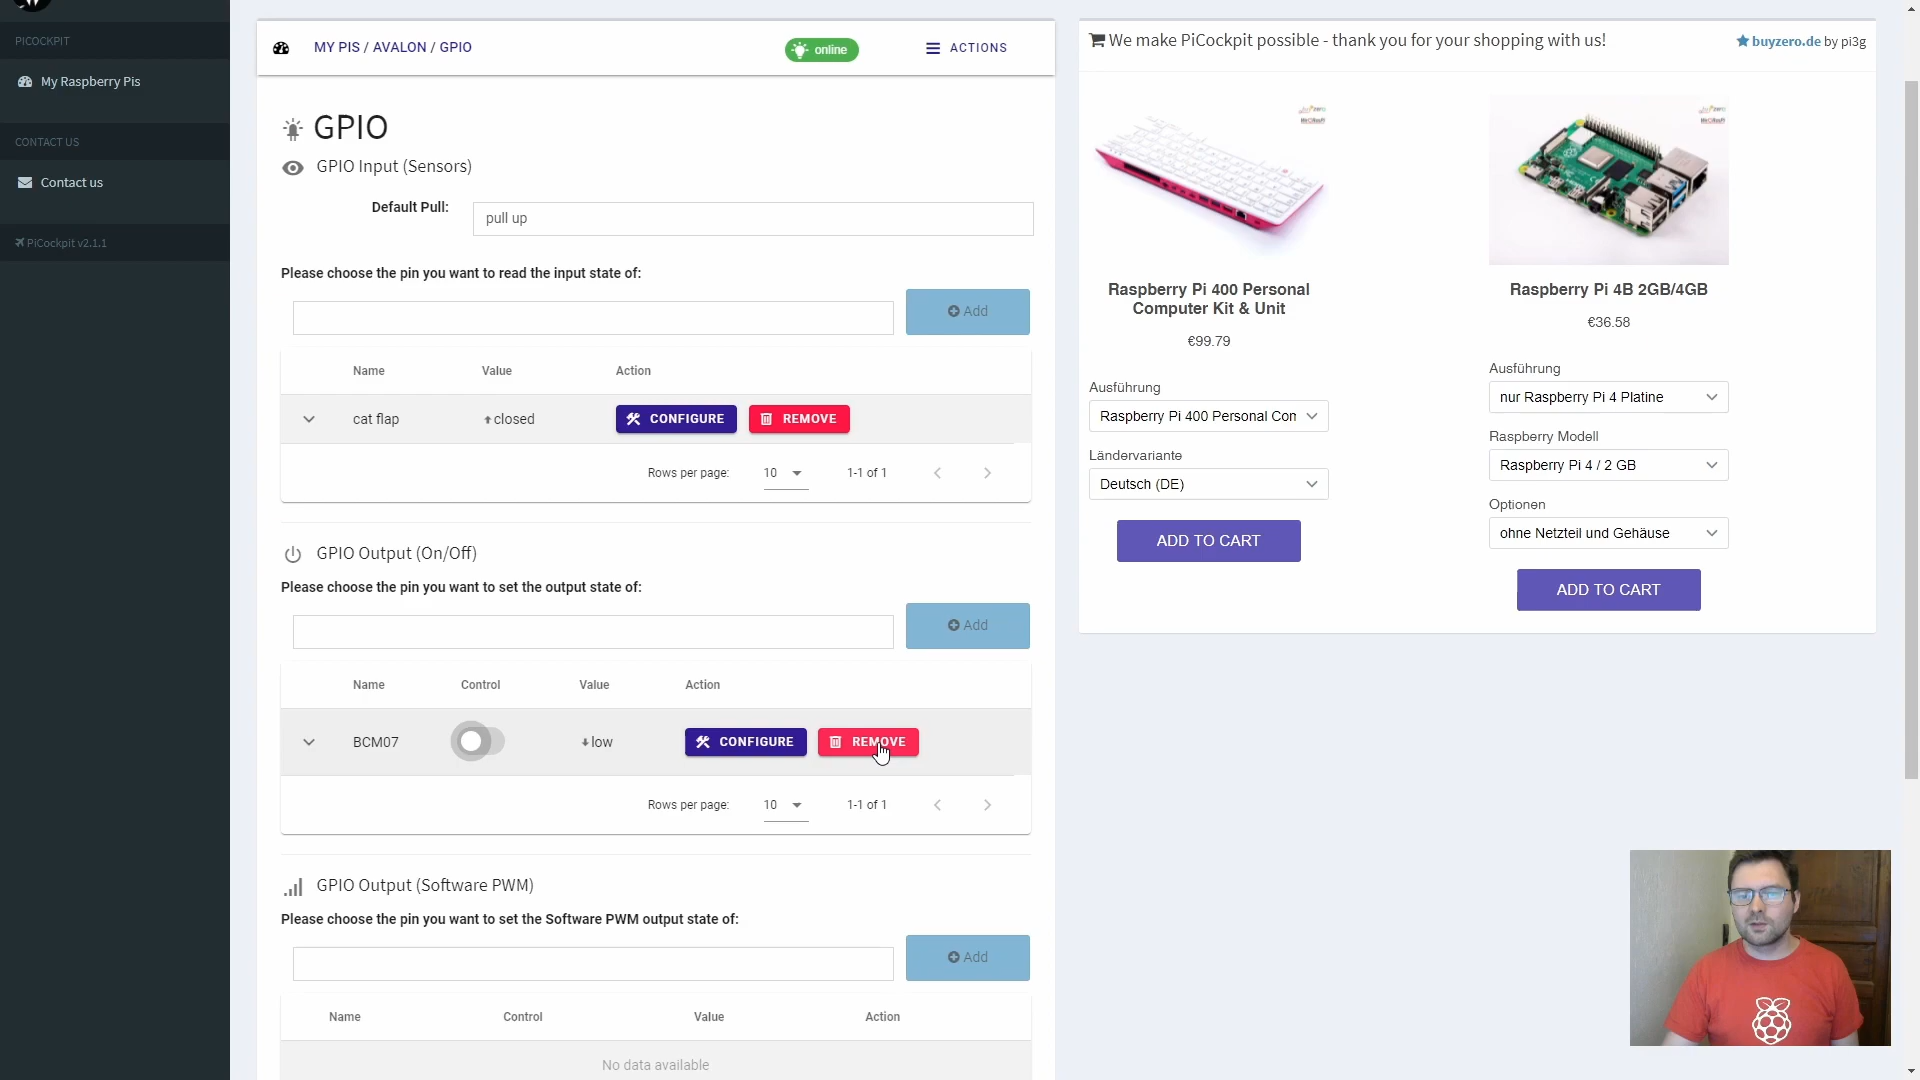 PICOCKPIT
My Raspberry Pis
CONTACT US
Contact us
PiCockpit v2.1.1
MY PIS / AVALON / GPIO
online
ACTIONS
GPIO
GPIO Input (Sensors)
Default Pull:
pull up
Please choose the pin you want to read the input state of:
Add
Name
Value
Action
cat flap
closed
CONFIGURE
REMOVE
Rows per page:
10
1-1 of 1
GPIO Output (On/Off)
Please choose the pin you want to set the output state of:
Add
Name
Control
Value
Action
BCM07
low
CONFIGURE
REMOVE
Rows per page:
10
1-1 of 1
GPIO Output (Software PWM)
Please choose the pin you want to set the Software PWM output state of:
Add
Name
Control
Value
Action
No data available
We make PiCockpit possible - thank you for your shopping with us!
buyzero.de by pi3g
Raspberry Pi 400 Personal
Computer Kit & Unit
€99.79
Ausführung
Raspberry Pi 400 Personal Con
Ländervariante
Deutsch (DE)
ADD TO CART
Raspberry Pi 4B 2GB/4GB
€36.58
Ausführung
nur Raspberry Pi 4 Platine
Raspberry Modell
Raspberry Pi 4 / 2 GB
Optionen
ohne Netzteil und Gehäuse
ADD TO CART